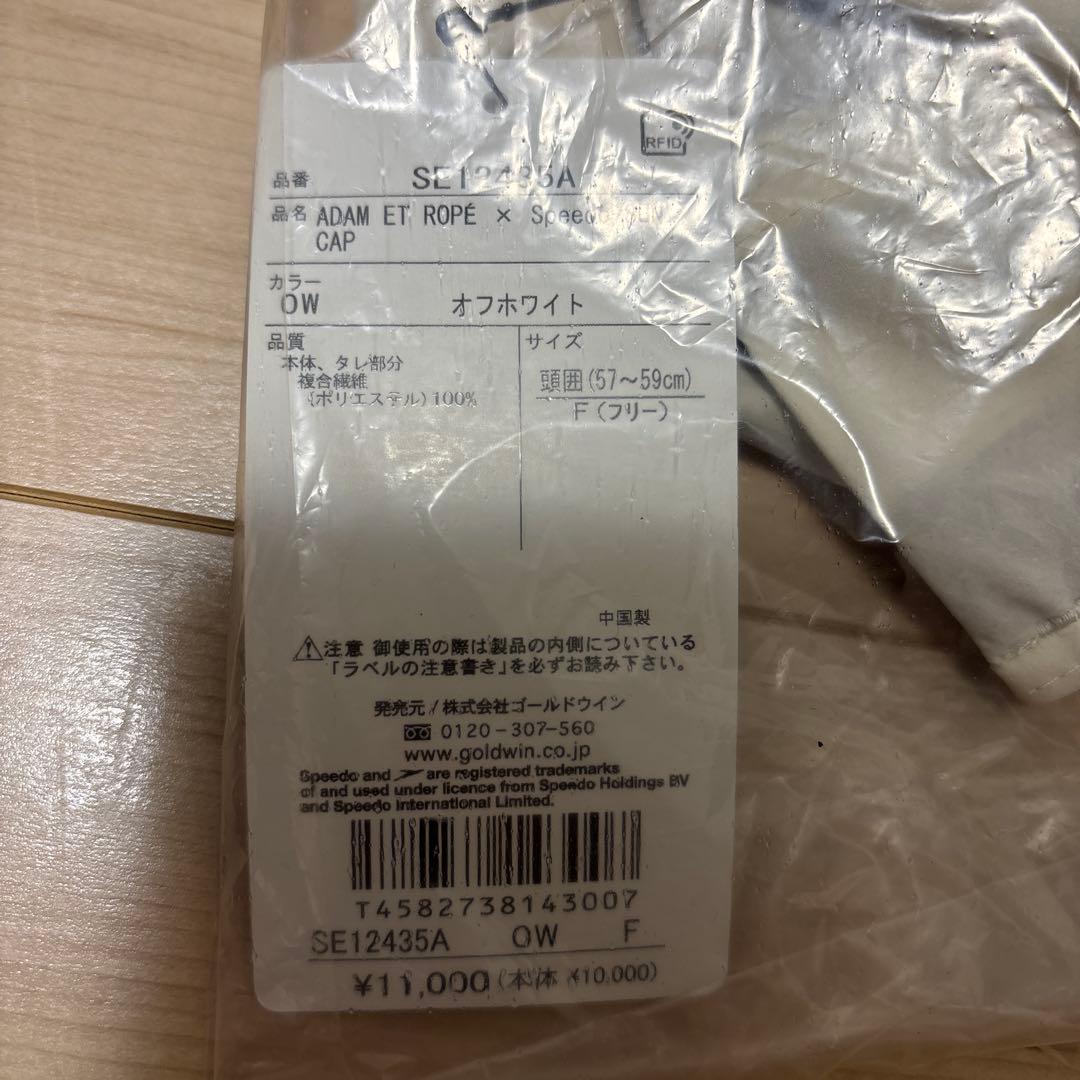 RFID
品番 SE12435A
品名 ADAM ET ROPÉ × Speedo SUN
CAP
カラー
OW オフホワイト
品質 サイズ
本体、タレ部分
複合繊維
(ポリエステル)100%
頭囲(57～59cm)
F(フリー)
中国製
注意 御使用の際は製品の内側についている
「ラベルの注意書き」を必ずお読み下さい。
発売元/株式会社ゴールドウイン
0120-307-560
www.goldwin.co.jp
Speedo and are registered trademarks
of and used under licence from Speedo Holdings BV
and Speedo International Limited.
T4582738143007
SE12435A OW F
¥11,000(本体 ¥10,000)